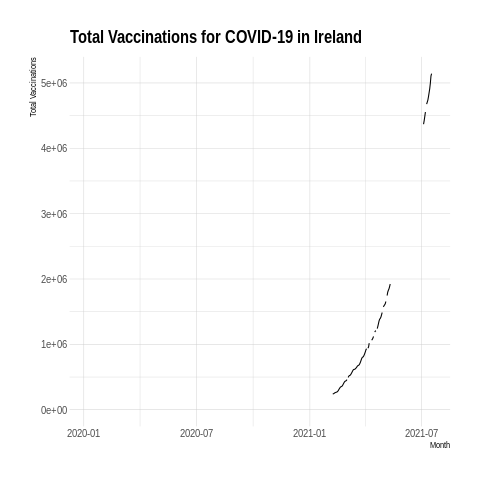 Total Vaccinations for COVID-19 in Ireland
Total Vaccinations
5e+06
4e+06
3e+06
2e+06
1e+06
0e+00
2020-01
2020-07
2021-01
2021-07
Month